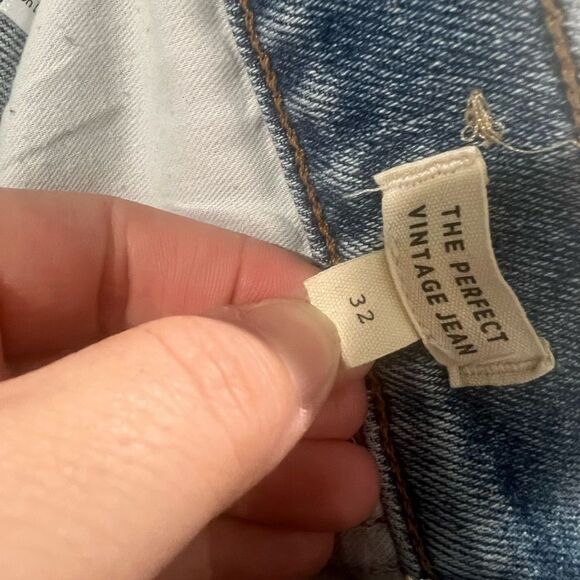 THE PERFECT
VINTAGE JEAN
32